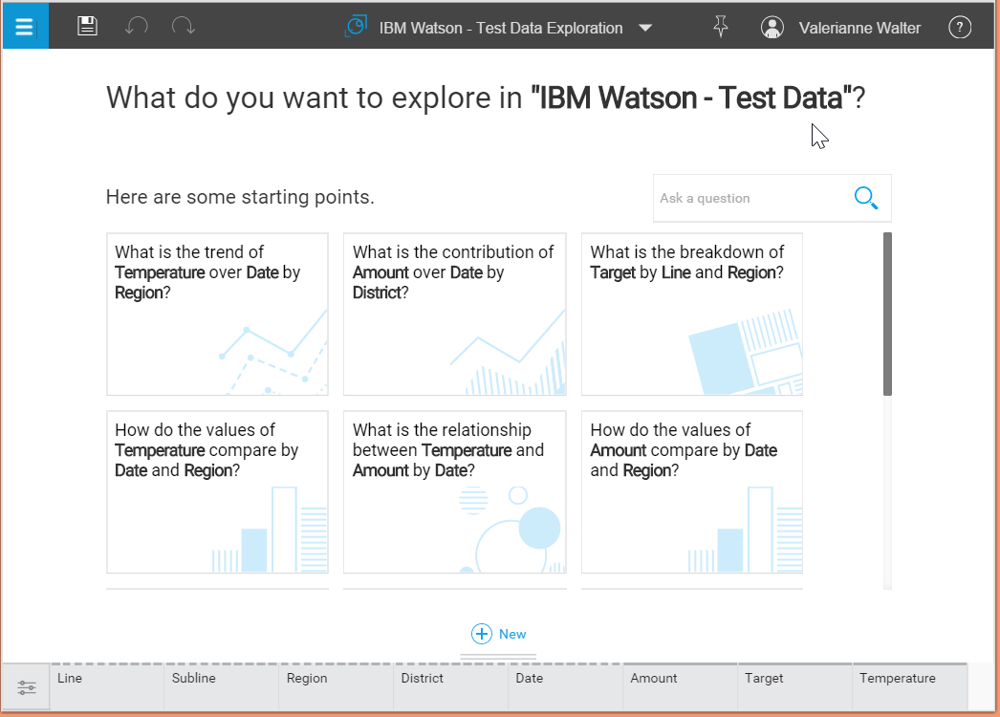 IBM Watson - Test Data Exploration
Valerianne Walter
?
What do you want to explore in "IBM Watson - Test Data"?
Here are some starting points.
Ask a question
What is the trend of
Temperature over Date by
Region?
What is the contribution of
Amount over Date by
District?
What is the breakdown of
Target by Line and Region?
How do the values of
Temperature compare by
Date and Region?
What is the relationship
between Temperature and
Amount by Date?
How do the values of
Amount compare by Date
and Region?
New
Line
Subline
Region
District
Date
Amount
Target
Temperature